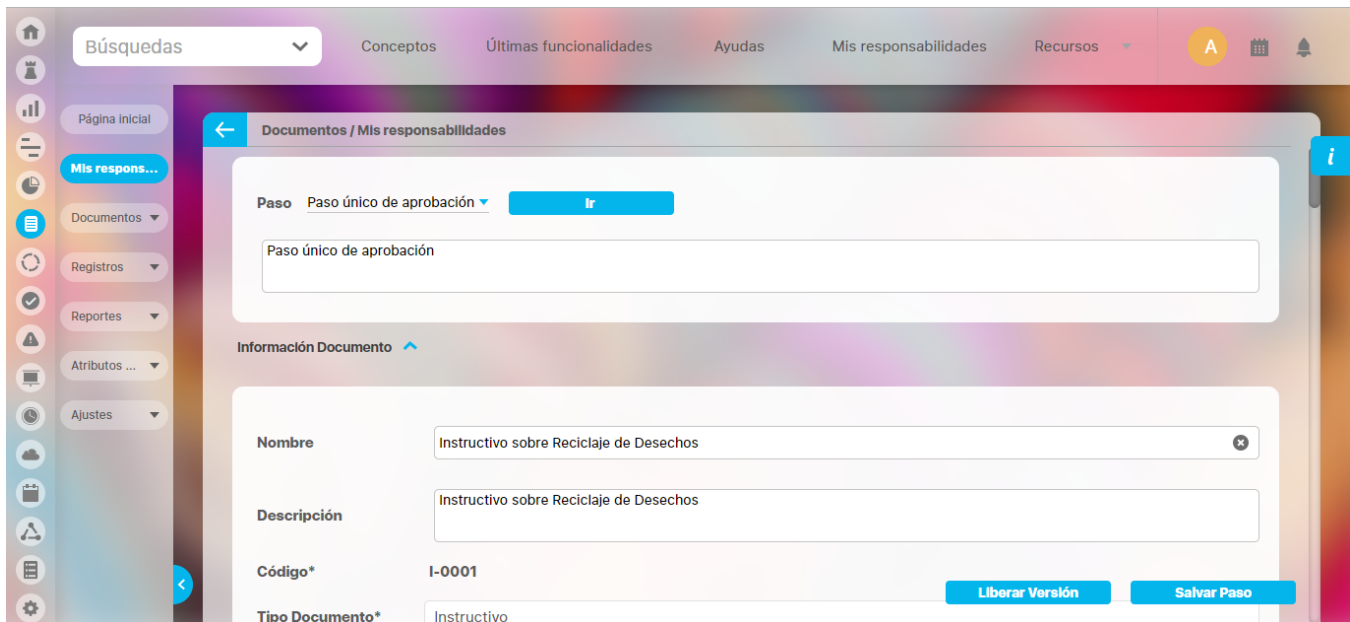 Búsquedas
Conceptos
Últimas funcionalidades
Ayudas
Mis responsabilidades
Recursos
A
Página inicial
Mis respons...
Documentos
Registros
Reportes
Atributos ...
Ajustes
Documentos / Mis responsabilidades
i
Paso Paso único de aprobación Ir
Paso único de aprobación
Información Documento
Nombre Instructivo sobre Reciclaje de Desechos
Descripción Instructivo sobre Reciclaje de Desechos
Código* I-0001
Liberar Versión Salvar Paso
Tipo Documento* Instructivo